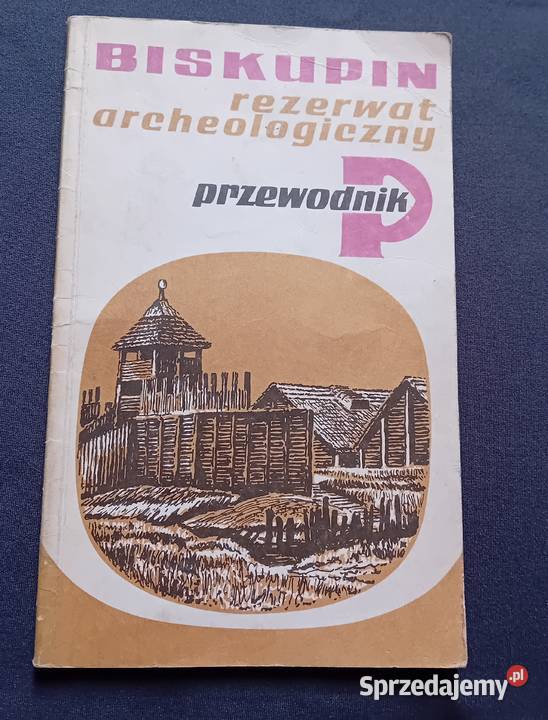 BISKUPIN
rezerwat
archeologiczny
przewodnik P
Sprzedajemy.pl